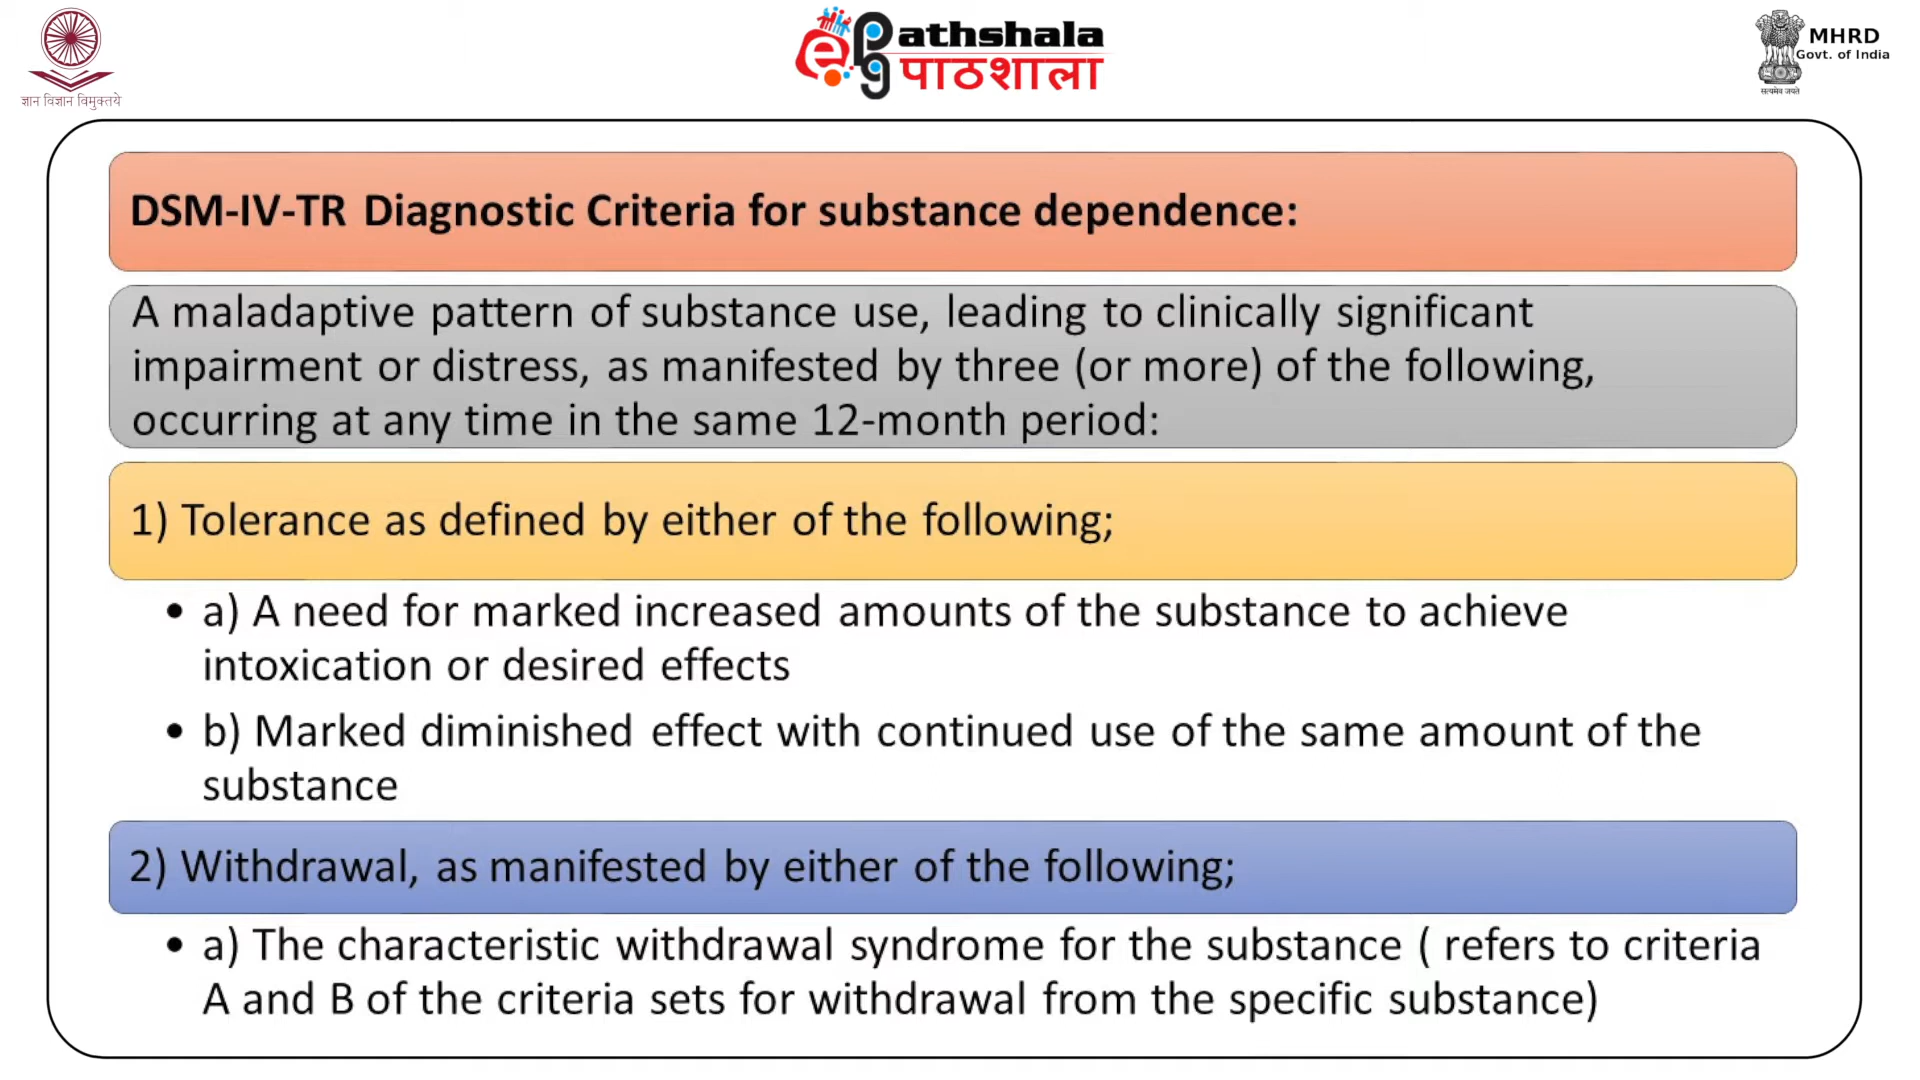 ज्ञान विज्ञान विमुक्तये
ePG Pathshala
पाठशाला
MHRD
Govt. of India
सत्यमेव जयते
DSM-IV-TR Diagnostic Criteria for substance dependence:
A maladaptive pattern of substance use, leading to clinically significant
impairment or distress, as manifested by three (or more) of the following,
occurring at any time in the same 12-month period:
1) Tolerance as defined by either of the following;
• a) A need for marked increased amounts of the substance to achieve
intoxication or desired effects
• b) Marked diminished effect with continued use of the same amount of the
substance
2) Withdrawal, as manifested by either of the following;
• a) The characteristic withdrawal syndrome for the substance ( refers to criteria
A and B of the criteria sets for withdrawal from the specific substance)